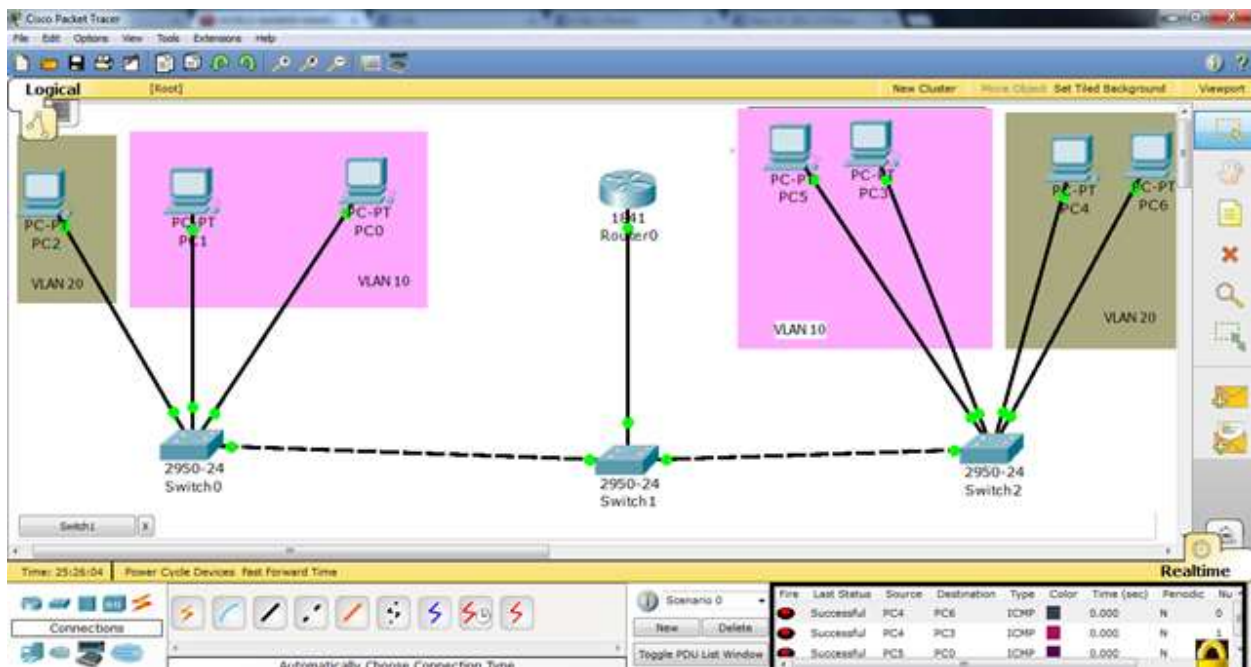 Cisco Packet Tracer
File Edit Options View Tools Extensions Help
Logical [Root] New Cluster Move Object Set Tiled Background Viewport
PC-PT
PC2
VLAN 20
PC-PT
PC1
PC-PT
PC0
VLAN 10
1841
Router0
PC-PT
PC5
PC-PT
PC3
VLAN 10
PC-PT
PC4
PC-PT
PC6
VLAN 20
2950-24
Switch0
2950-24
Switch1
2950-24
Switch2
Switch1 X
Time: 25:26:04 Power Cycle Devices Fast Forward Time Realtime
Connections
Automatically Choose Connection Type
Scenario 0
New Delete
Toggle PDU List Window
Fire Last Status Source Destination Type Color Time (sec) Periodic Nu
Successful PC4 PC6 ICMP 0.000 N 0
Successful PC4 PC3 ICMP 0.000 N 1
Successful PC5 PC0 ICMP 0.000 N